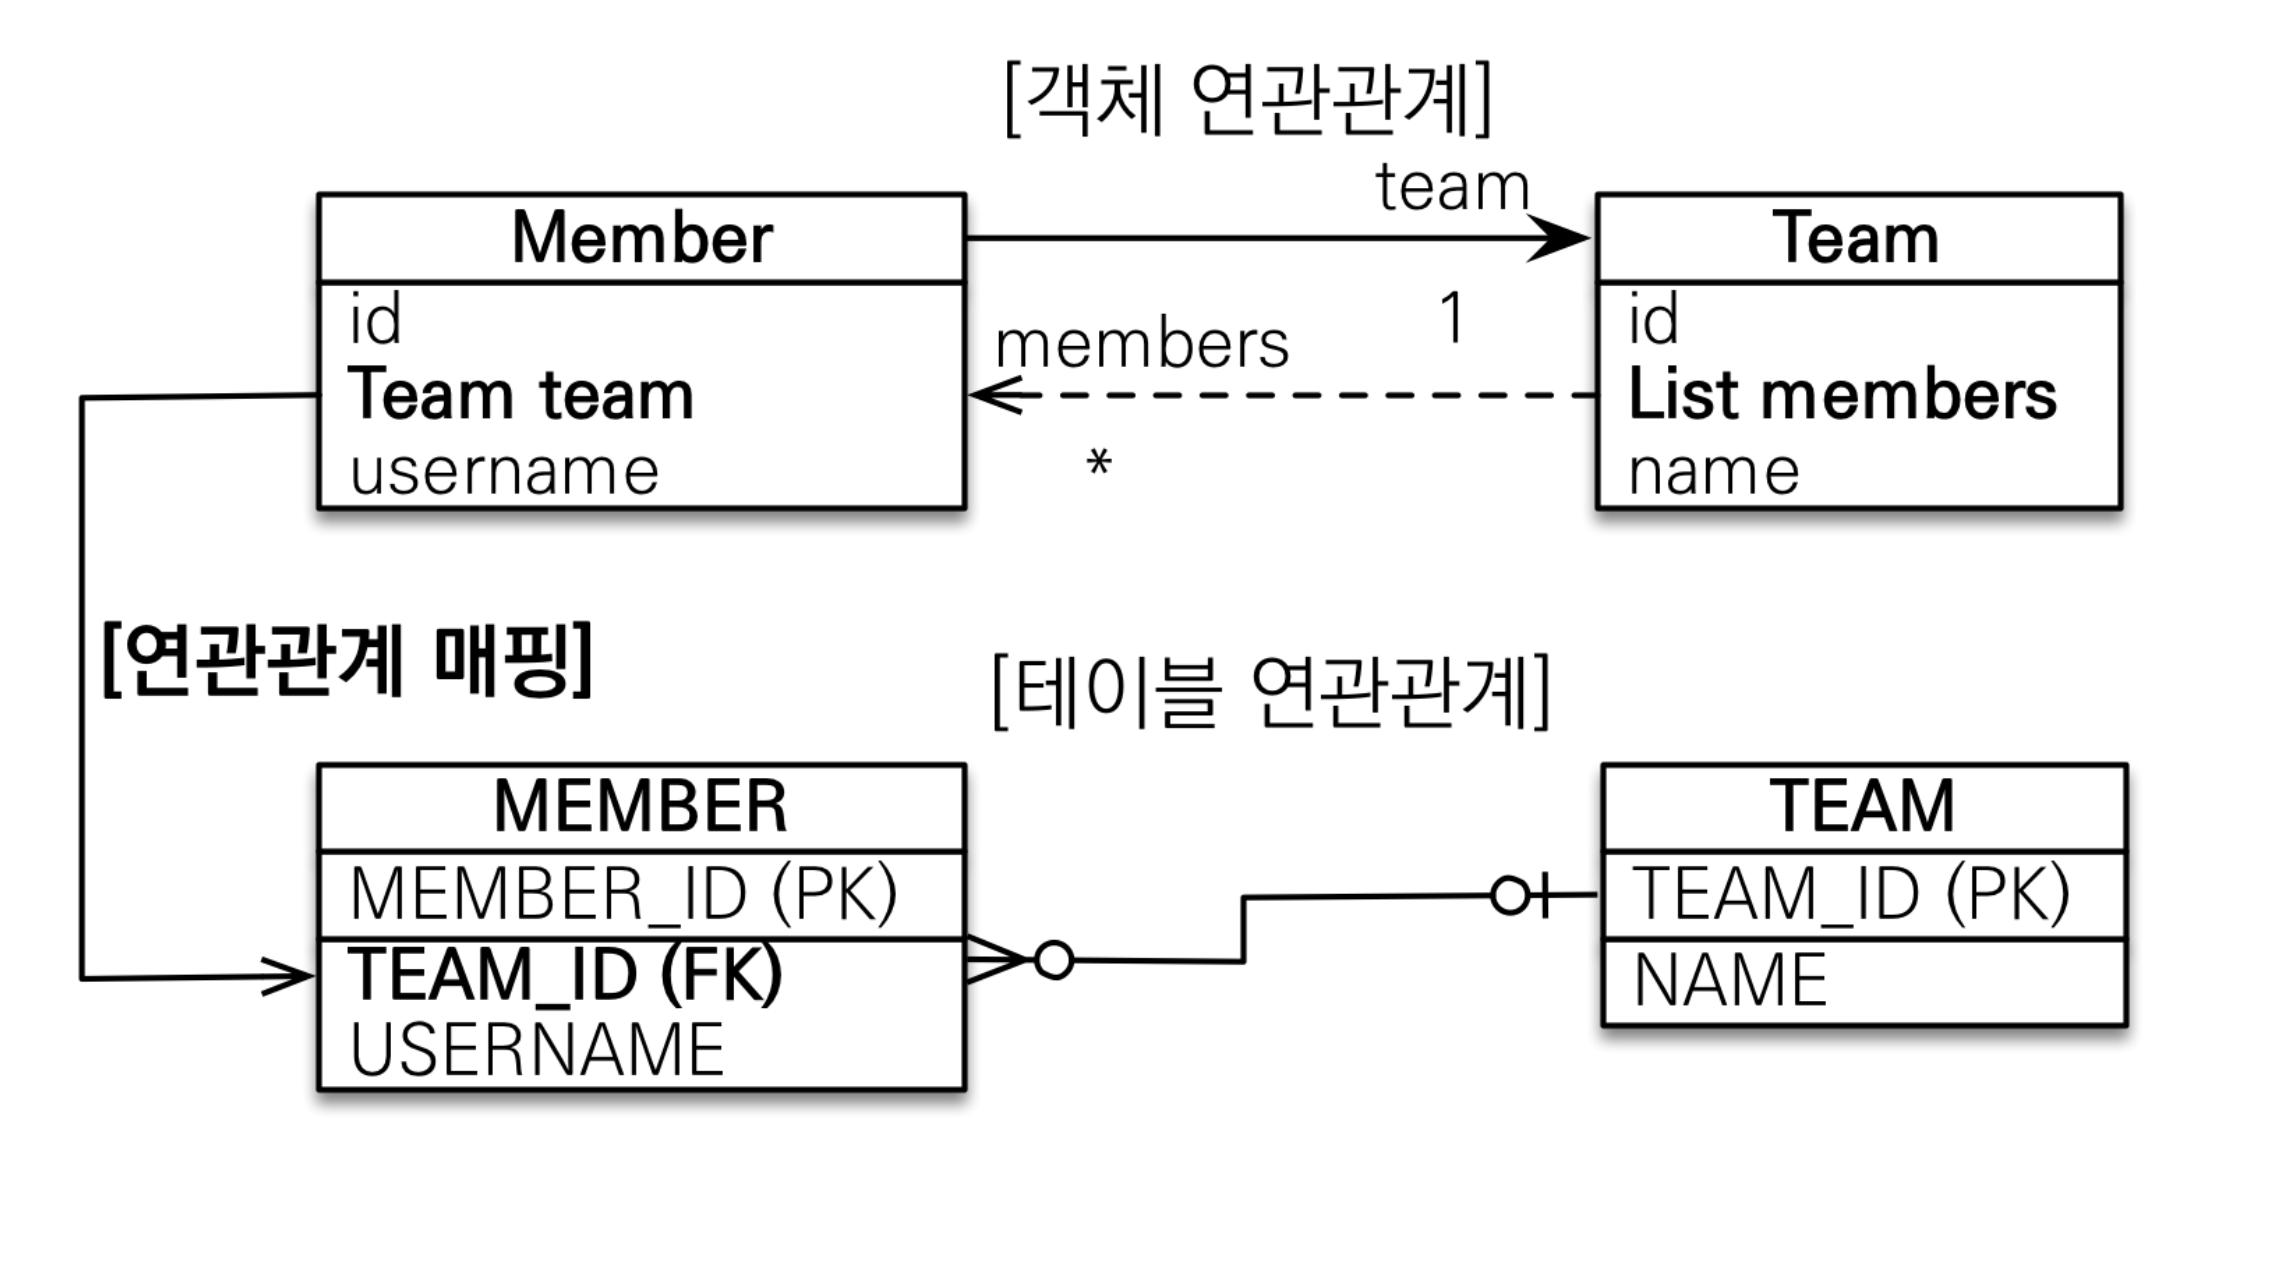 [객체 연관관계]
team
Member
Team
id
Team team
username
members
1
*
id
List members
name
[연관관계 매핑]
[테이블 연관관계]
MEMBER
MEMBER_ID (PK)
TEAM_ID (FK)
USERNAME
TEAM
TEAM_ID (PK)
NAME